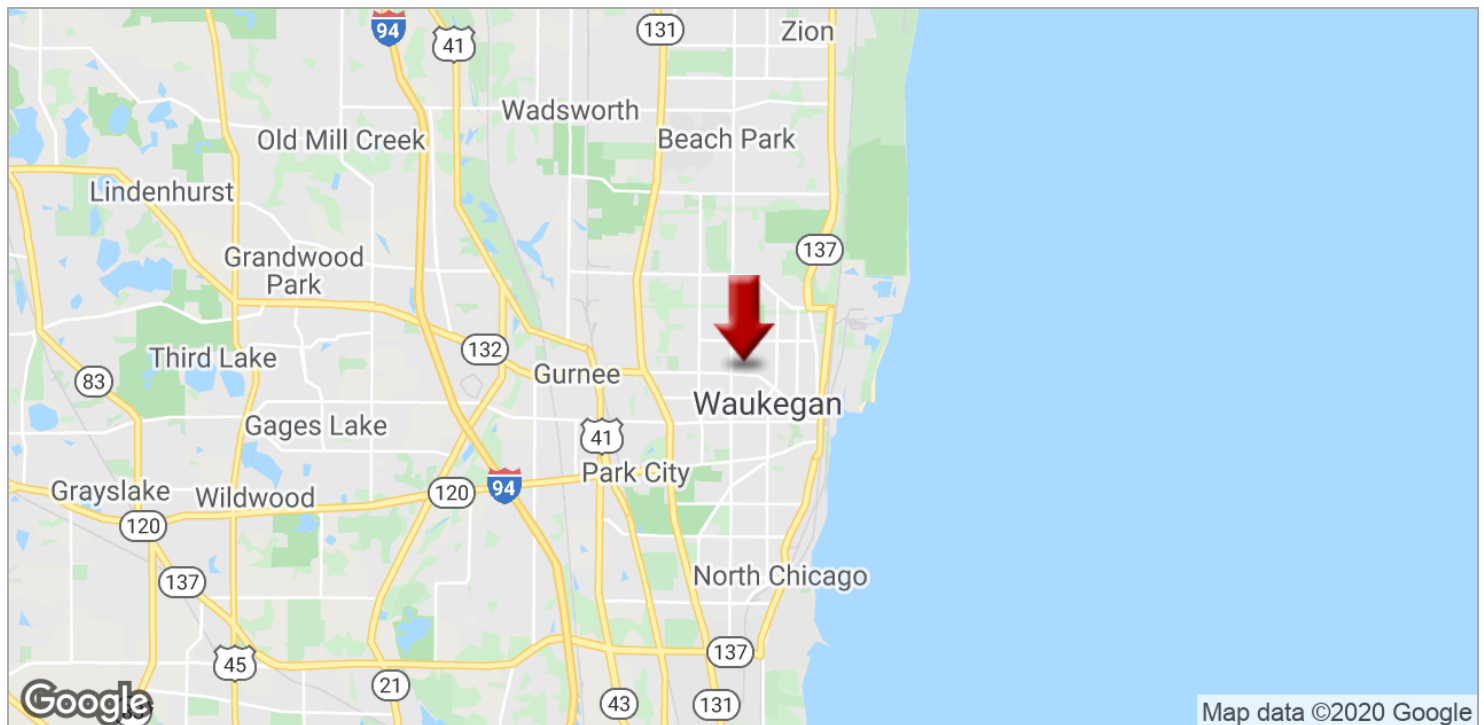 94
41
131
Zion
Wadsworth
Old Mill Creek
Beach Park
Lindenhurst
137
Grandwood
Park
132
Third Lake
Gurnee
83
Waukegan
Gages Lake
41
Park City
94
Grayslake
Wildwood
120
120
North Chicago
137
137
45
21
43
131
Google
Map data ©2020 Google